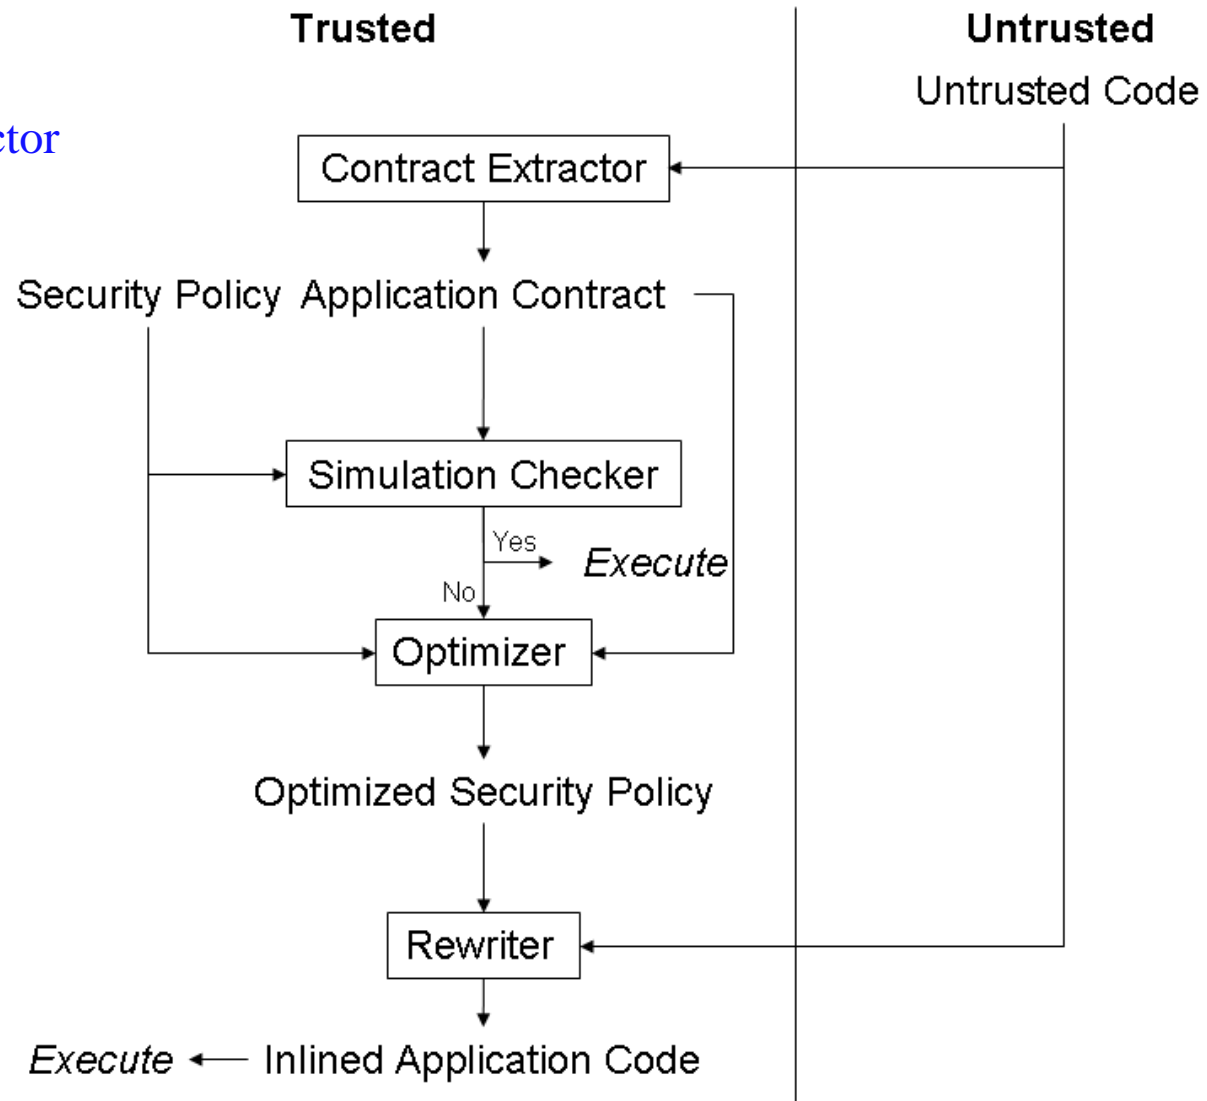 Trusted
Untrusted
Untrusted Code
ctor
Contract Extractor
Security Policy Application Contract
Simulation Checker
Yes
Execute
No
Optimizer
Optimized Security Policy
Rewriter
Execute Inlined Application Code